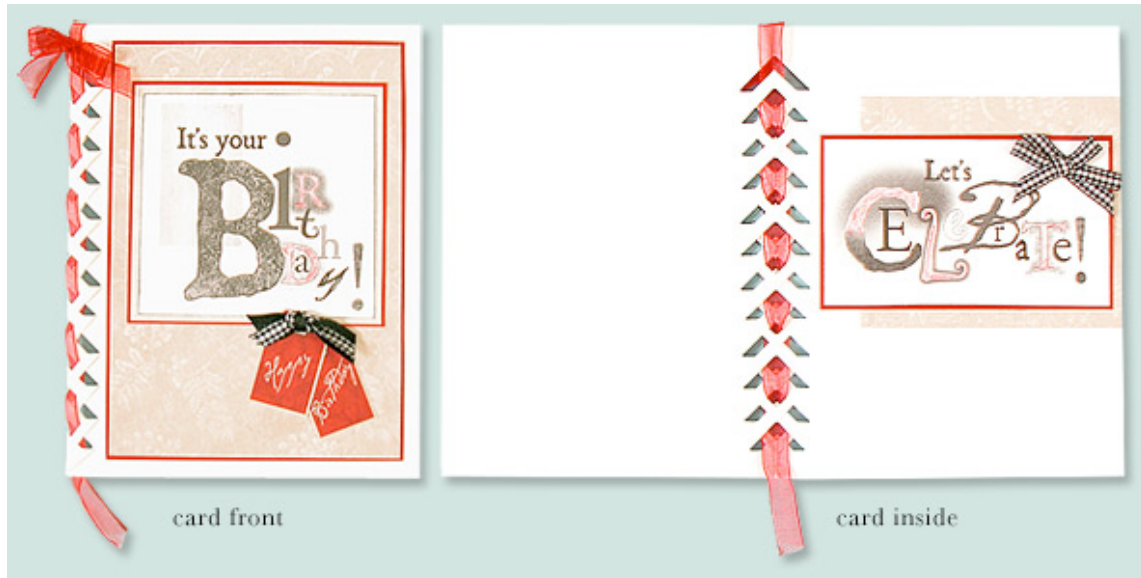 It's your
BIRthDay!
Happy
Birthday
card front
Let's
CELeBrATe!
card inside